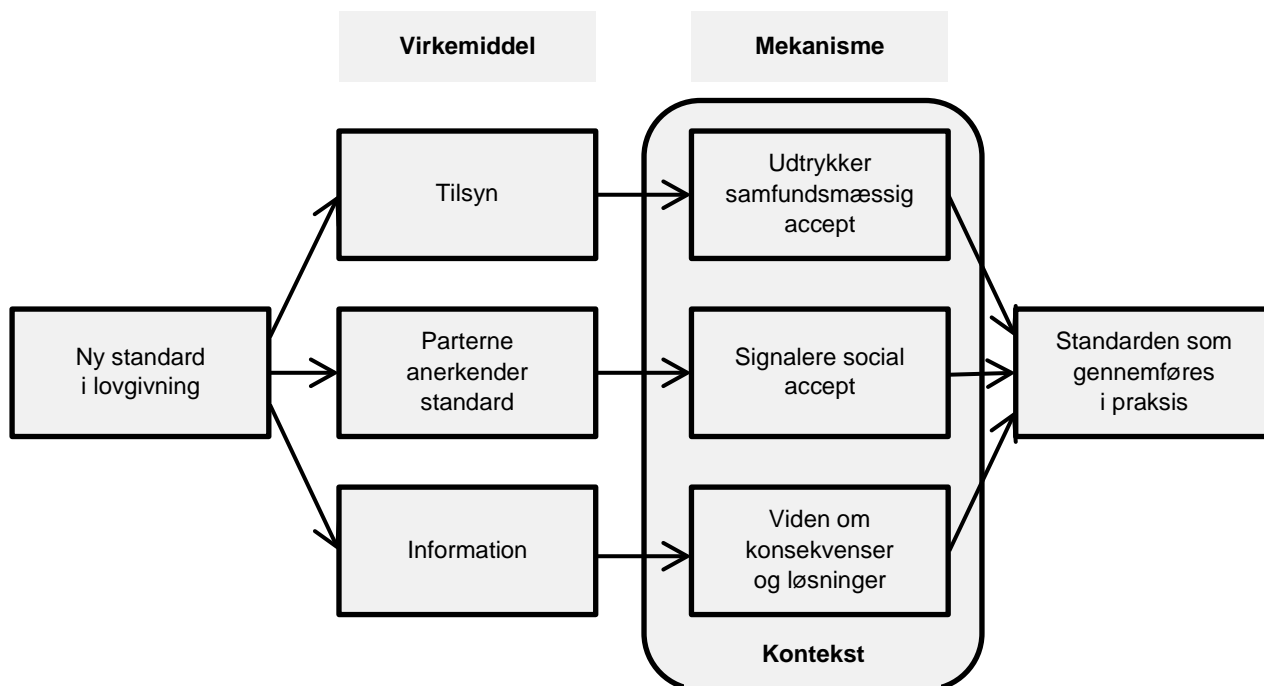 Virkemiddel
Mekanisme
Tilsyn
Udtrykker
samfundsmæssig
accept
Ny standard
i lovgivning
Parterne
anerkender
standard
Signalere social
accept
Standarden som
gennemføres
i praksis
Information
Viden om
konsekvenser
og løsninger
Kontekst